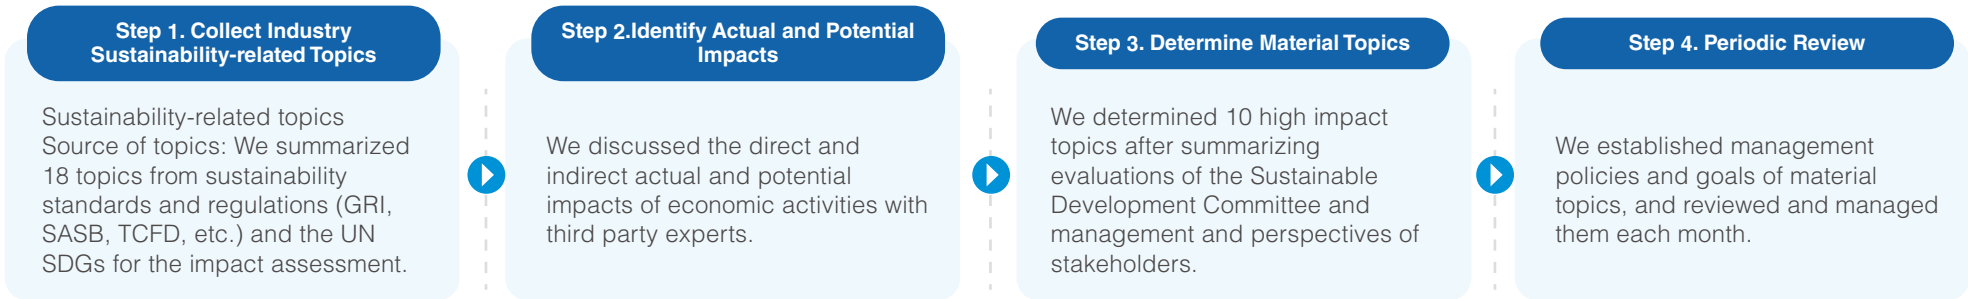 Step 1. Collect Industry
Sustainability-related Topics
Sustainability-related topics
Source of topics: We summarized
18 topics from sustainability
standards and regulations (GRI,
SASB, TCFD, etc.) and the UN
SDGs for the impact assessment.
Step 2.Identify Actual and Potential
Impacts
We discussed the direct and
indirect actual and potential
impacts of economic activities with
third party experts.
Step 3. Determine Material Topics
We determined 10 high impact
topics after summarizing
evaluations of the Sustainable
Development Committee and
management and perspectives of
stakeholders.
Step 4. Periodic Review
We established management
policies and goals of material
topics, and reviewed and managed
them each month.